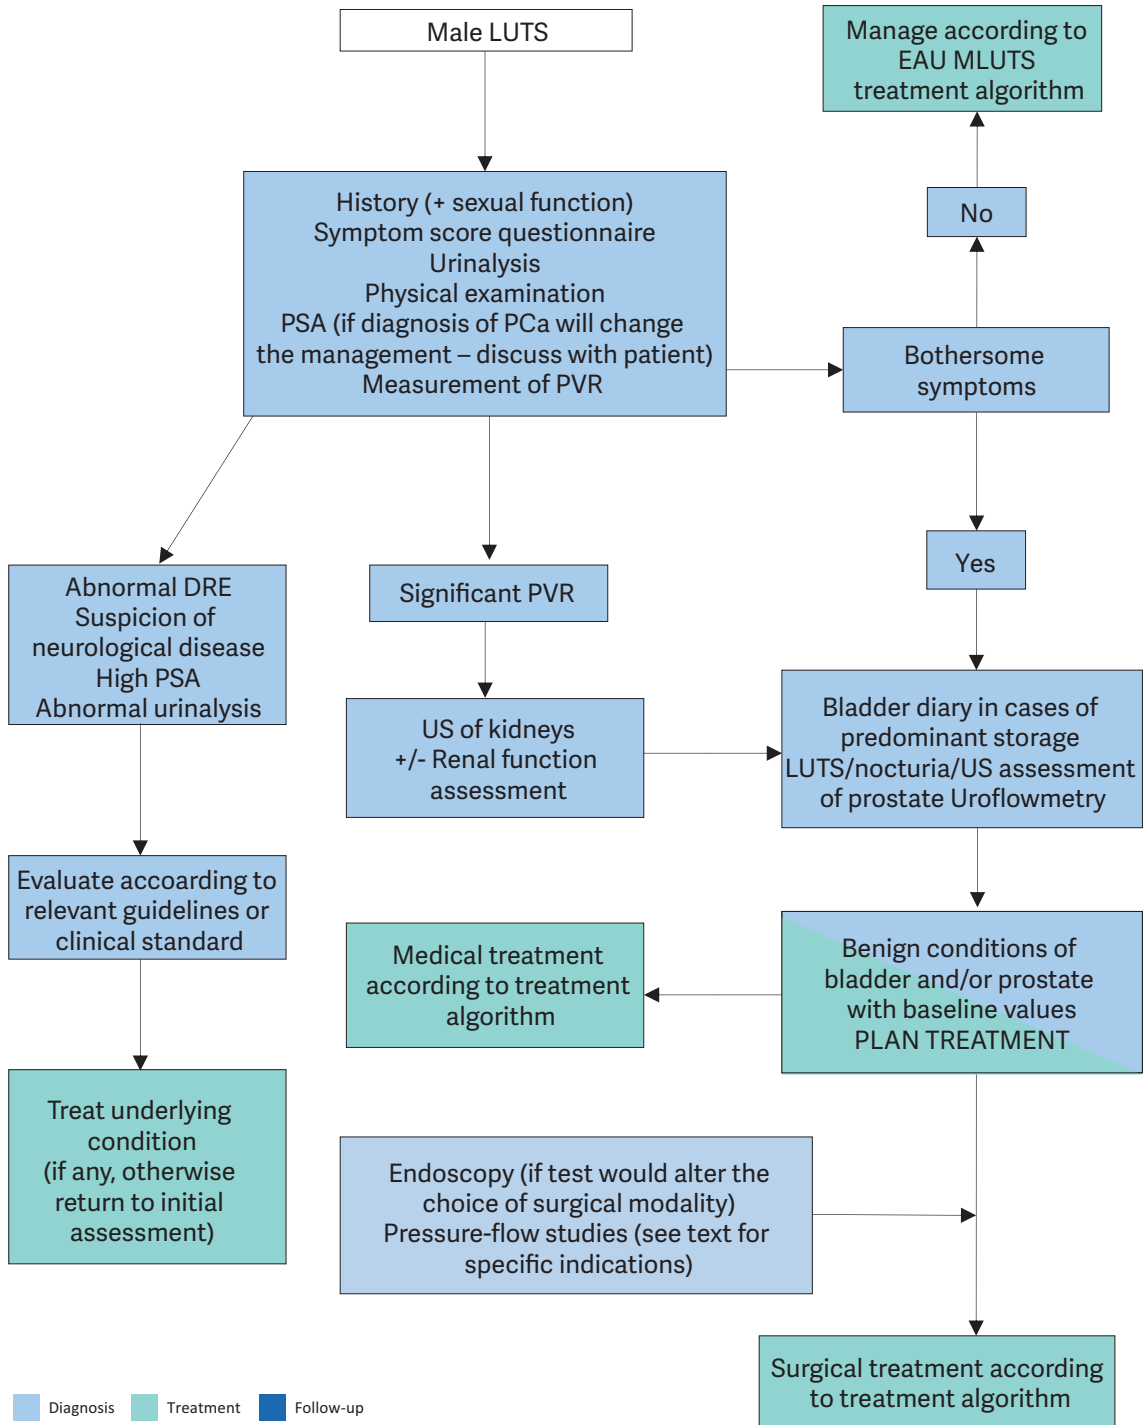 Male LUTS
Manage according to
EAU MLUTS
treatment algorithm
History (+ sexual function)
Symptom score questionnaire
Urinalysis
Physical examination
PSA (if diagnosis of PCa will change
the management – discuss with patient)
Measurement of PVR
No
Bothersome
symptoms
Yes
Abnormal DRE
Suspicion of
neurological disease
High PSA
Abnormal urinalysis
Significant PVR
US of kidneys
+/- Renal function
assessment
Bladder diary in cases of
predominant storage
LUTS/nocturia/US assessment
of prostate Uroflowmetry
Evaluate accoarding to
relevant guidelines or
clinical standard
Medical treatment
according to treatment
algorithm
Benign conditions of
bladder and/or prostate
with baseline values
PLAN TREATMENT
Treat underlying
condition
(if any, otherwise
return to initial
assessment)
Endoscopy (if test would alter the
choice of surgical modality)
Pressure-flow studies (see text for
specific indications)
Surgical treatment according
to treatment algorithm
Diagnosis
Treatment
Follow-up